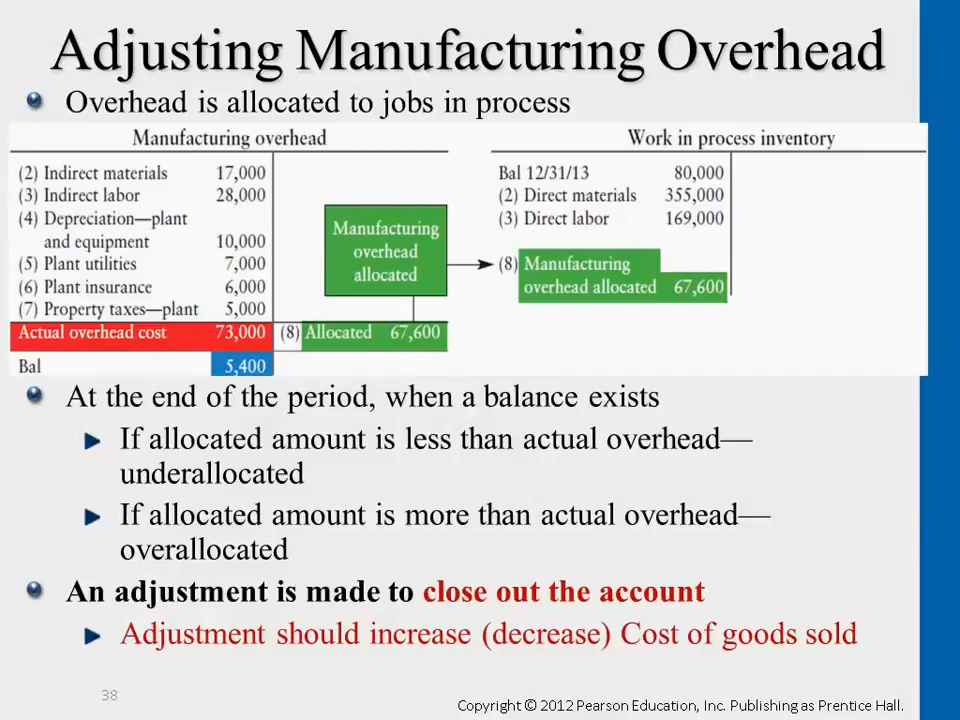 Adjusting Manufacturing Overhead
Overhead is allocated to jobs in process
Manufacturing overhead
(2) Indirect materials 17,000
(3) Indirect labor 28,000
(4) Depreciation—plant
and equipment 10,000
(5) Plant utilities 7,000
(6) Plant insurance 6,000
(7) Property taxes—plant 5,000
Actual overhead cost 73,000 (8) Allocated 67,600
Bal 5,400
Manufacturing
overhead
allocated
Work in process inventory
Bal 12/31/13 80,000
(2) Direct materials 355,000
(3) Direct labor 169,000
(8) Manufacturing
overhead allocated 67,600
At the end of the period, when a balance exists
If allocated amount is less than actual overhead—
underallocated
If allocated amount is more than actual overhead—
overallocated
An adjustment is made to close out the account
Adjustment should increase (decrease) Cost of goods sold
38
Copyright © 2012 Pearson Education, Inc. Publishing as Prentice Hall.